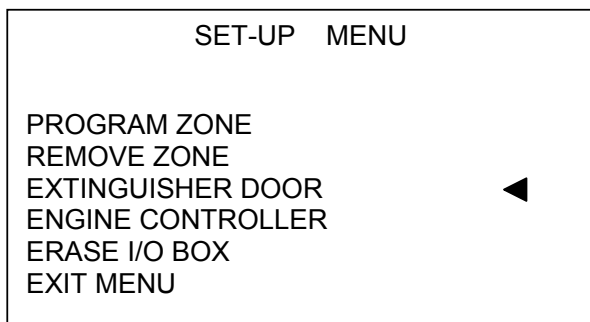 SET-UP MENU
PROGRAM ZONE
REMOVE ZONE
EXTINGUISHER DOOR
ENGINE CONTROLLER
ERASE I/O BOX
EXIT MENU